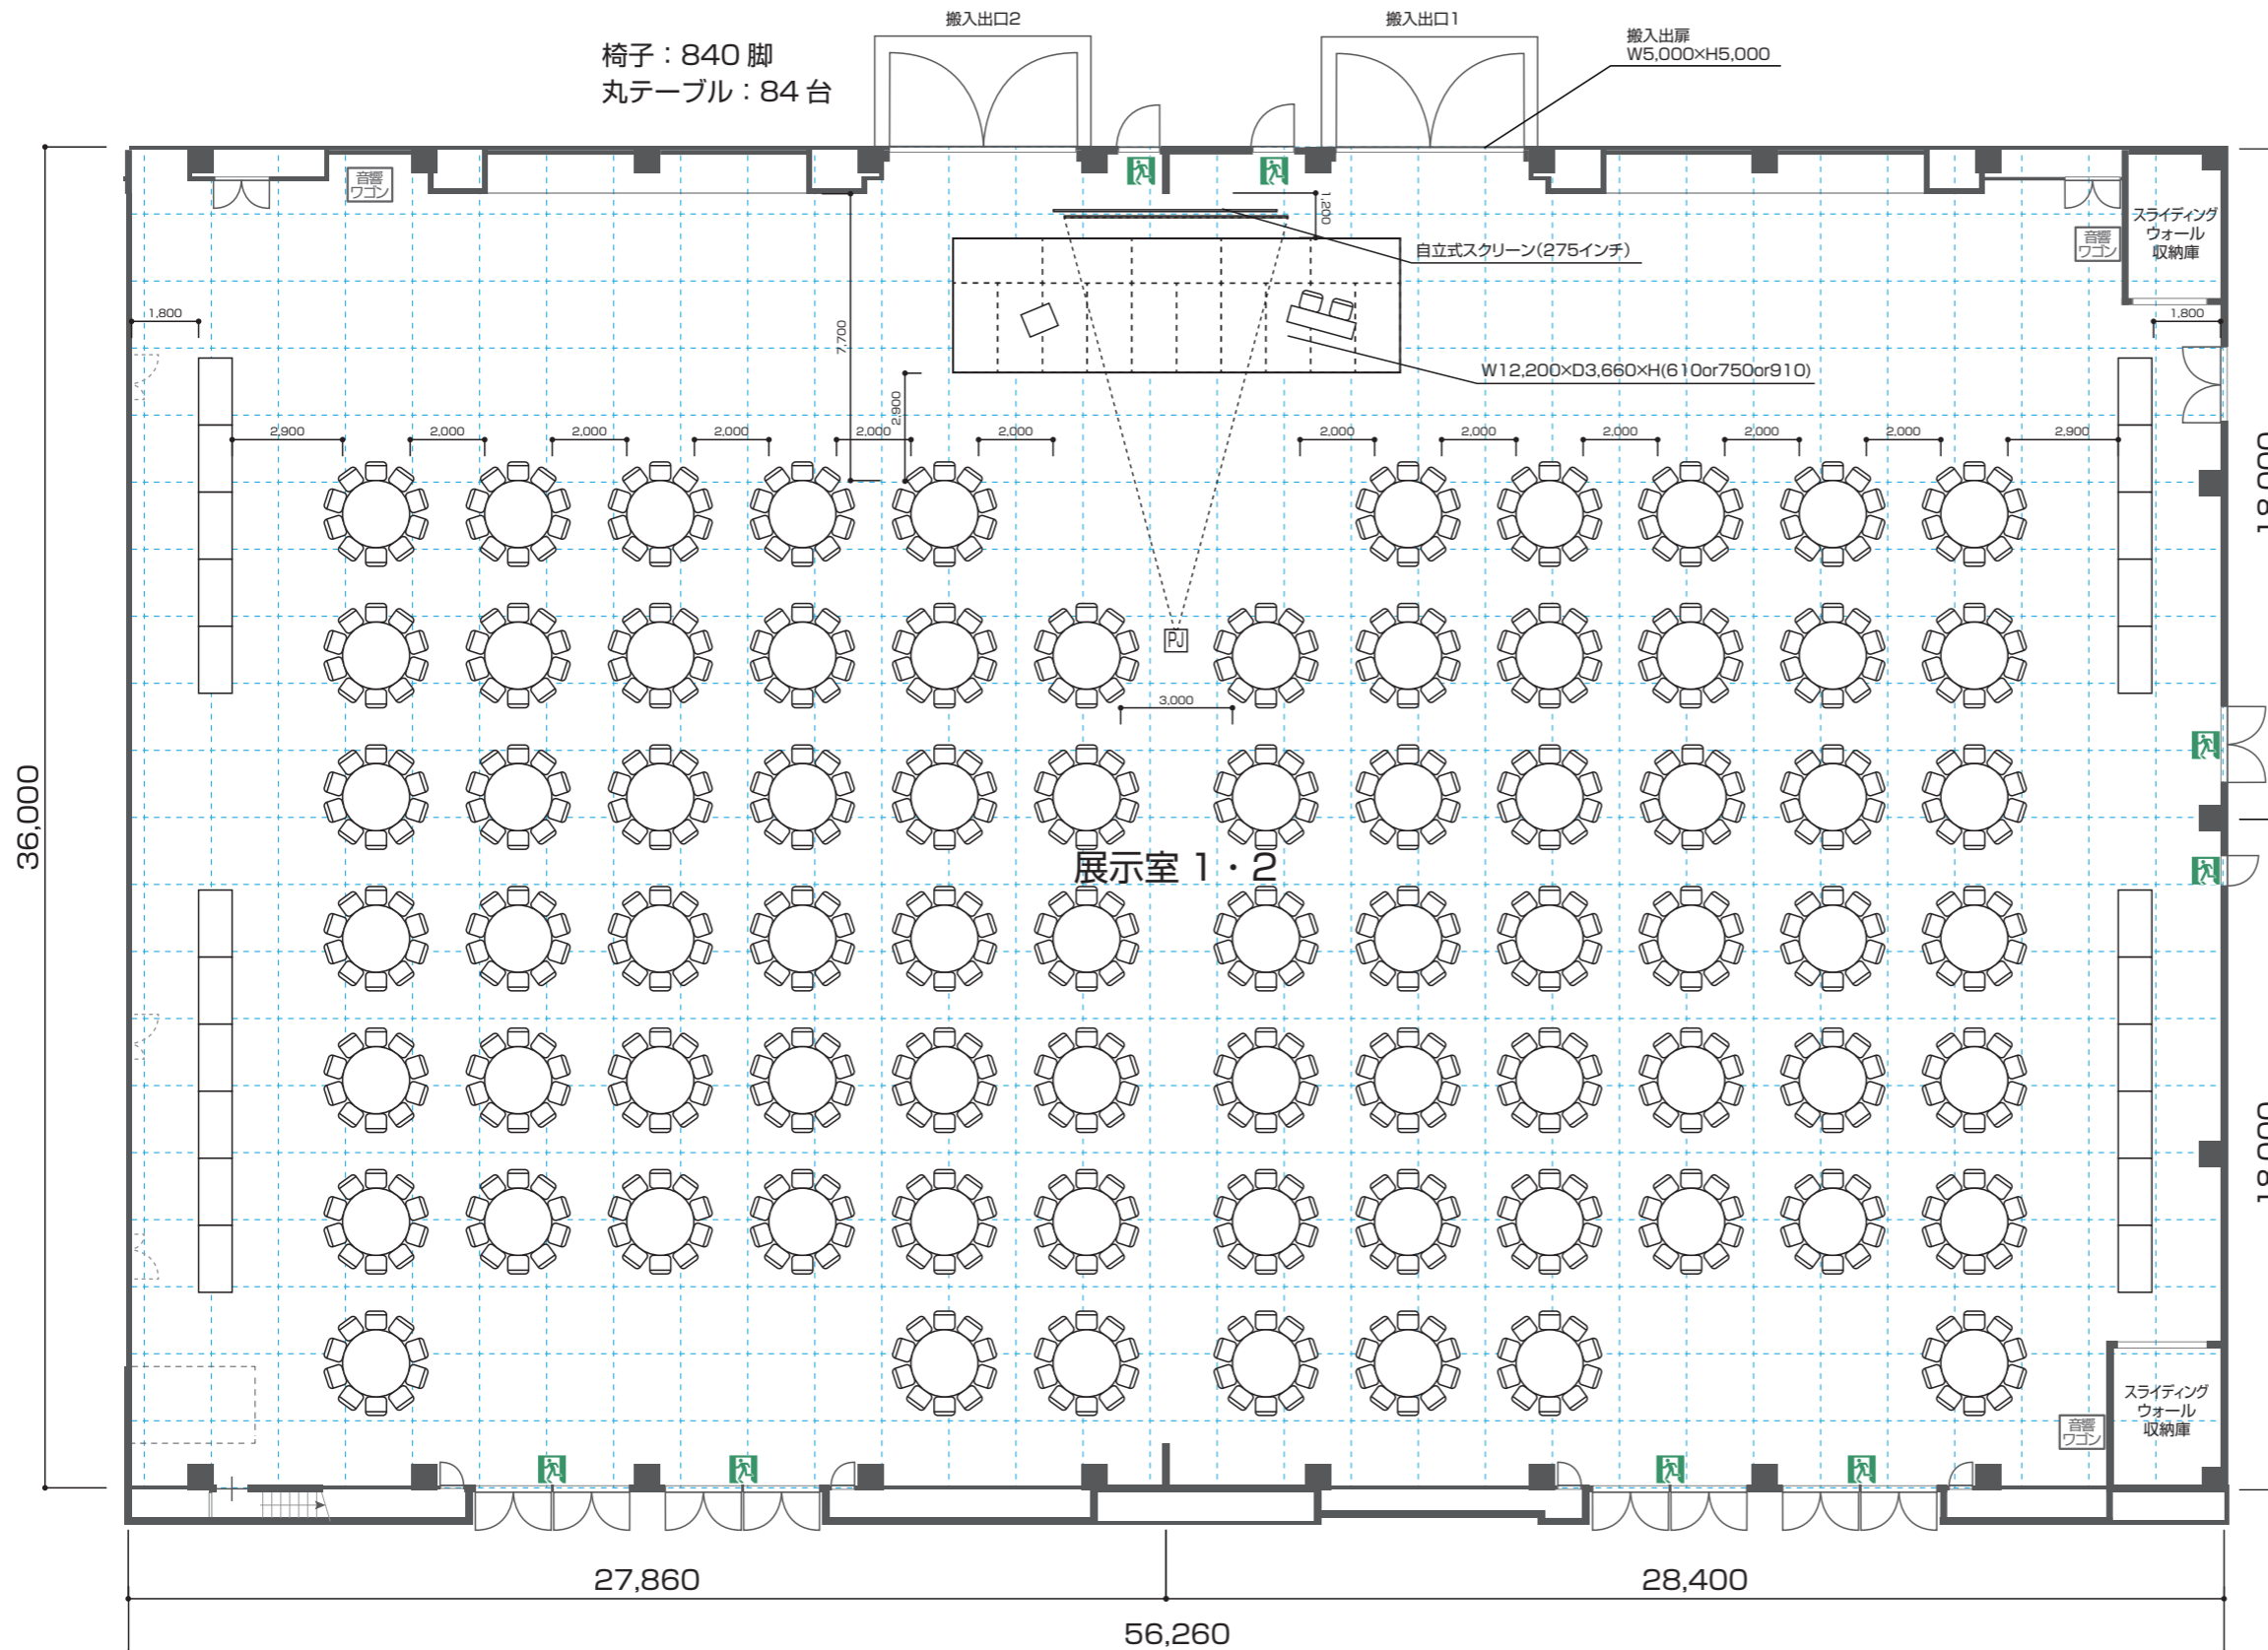 搬入出口2
搬入出口1
椅子：840 脚
丸テーブル：84 台
搬入出扉
W5,000×H5,000
音響
ワゴン
1,200
スライディング
ウォール
収納庫
音響
ワゴン
自立式スクリーン(275インチ)
1,800
1,800
7,700
W12,200×D3,660×H(610or750or910)
2,900
2,900
2,000
2,000
2,000
2,000
2,000
2,000
2,000
2,000
2,000
2,000
2,900
18,000
PJ
3,000
36,000
展示室 1・2
18,000
スライディング
ウォール
収納庫
音響
ワゴン
27,860
28,400
56,260